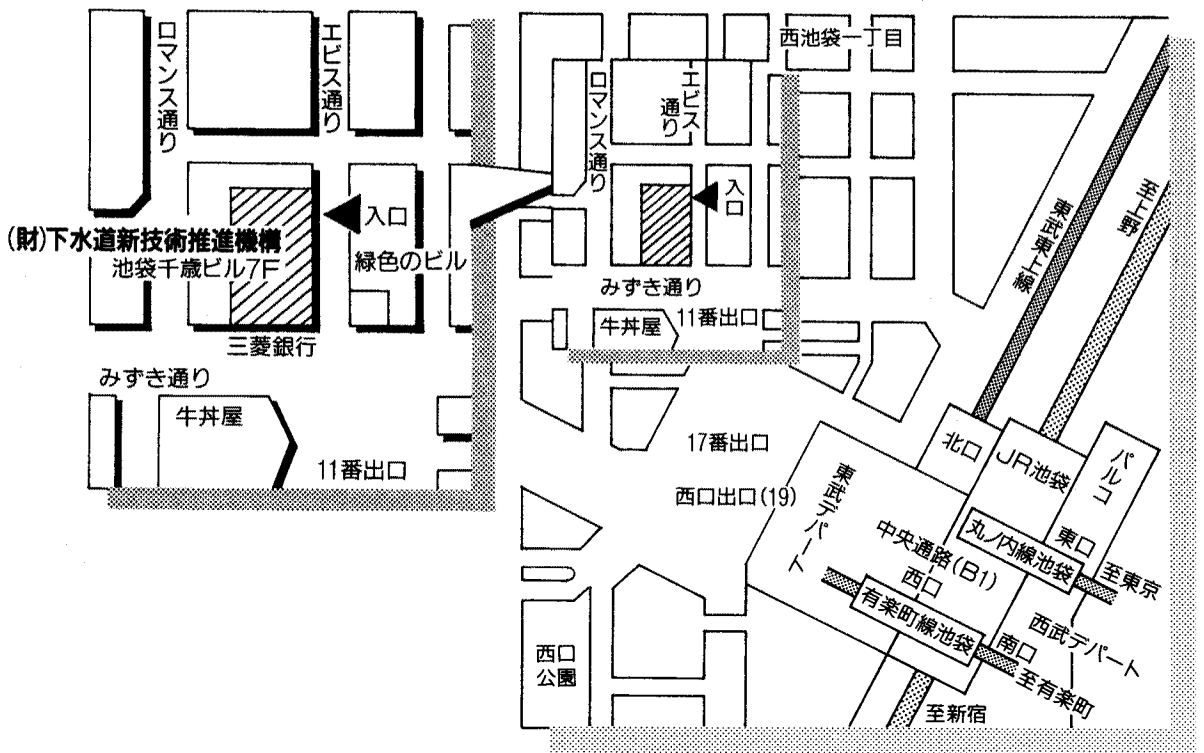 ロマンス通り
エビス通り
入口
(財)下水道新技術推進機構
池袋千歳ビル7F
緑色のビル
三菱銀行
みずき通り
牛丼屋
11番出口
西池袋一丁目
ロマンス通り
エビス
通り
入口
みずき通り
牛丼屋
11番出口
至上野
東武東上線
17番出口
西口出口(19)
北口
JR池袋
パルコ
東武デパート
中央通路(B1)
西口
丸ノ内線池袋
東口
至東京
有楽町線池袋
南口
西武デパート
至有楽町
至新宿
西口
公園